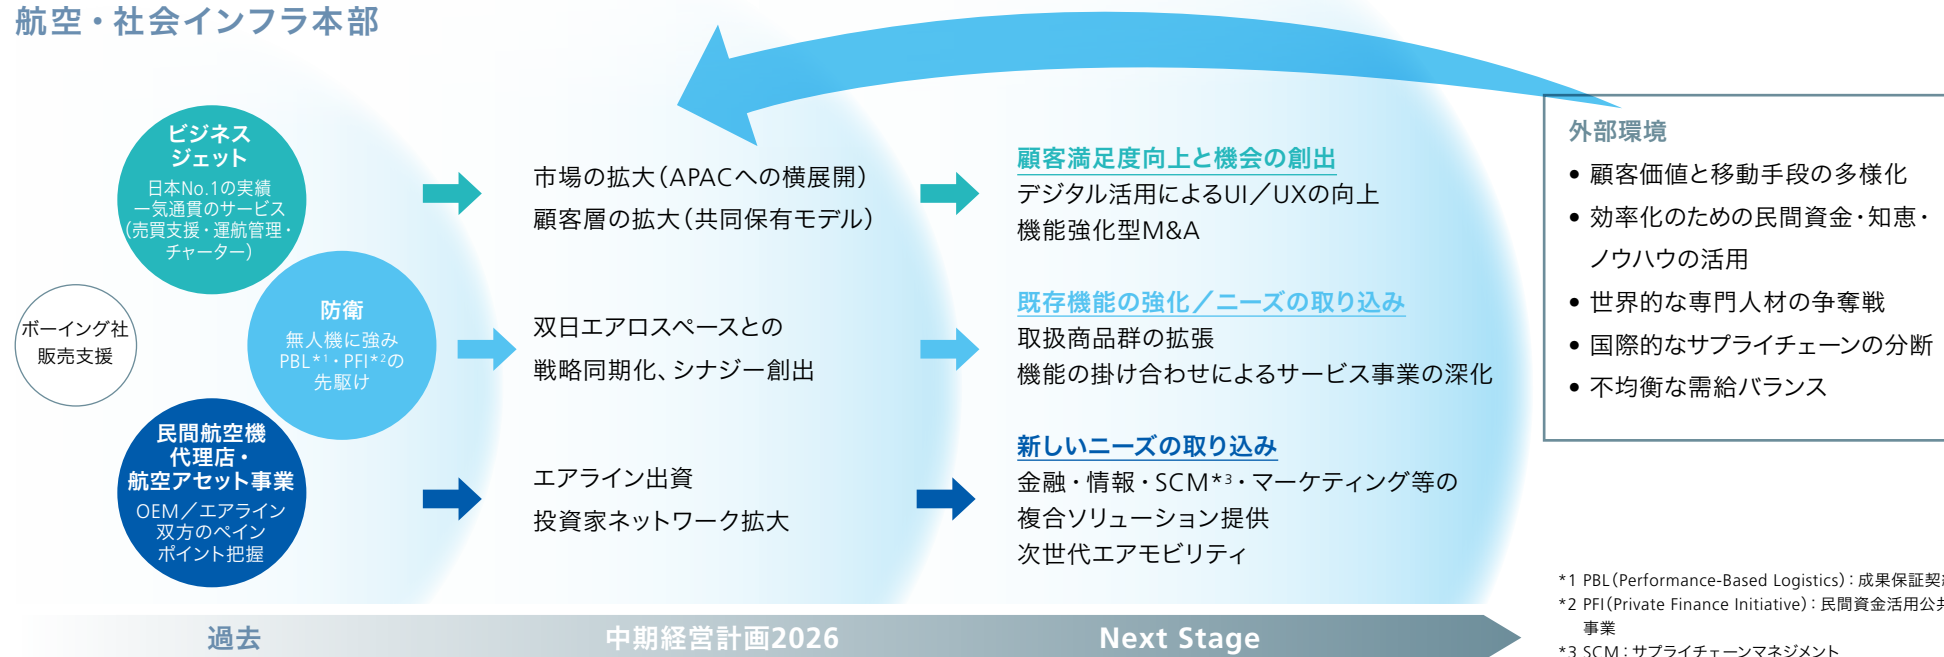 航空・社会インフラ本部
ビジネス
ジェット
日本No.1の実績
一気通貫のサービス
(売買支援・運航管理・
チャーター)
防衛
無人機に強み
PBL*1・PFI*2の
先駆け
ボーイング社
販売支援
民間航空機
代理店・
航空アセット事業
OEM/エアライン
双方のペイン
ポイント把握
市場の拡大(APACへの横展開)
顧客層の拡大(共同保有モデル)
双日エアロスペースとの
戦略同期化、シナジー創出
エアライン出資
投資家ネットワーク拡大
顧客満足度向上と機会の創出
デジタル活用によるUI/UXの向上
機能強化型M&A
既存機能の強化/ニーズの取り込み
取扱商品群の拡張
機能の掛け合わせによるサービス事業の深化
新しいニーズの取り込み
金融・情報・SCM*3・マーケティング等の
複合ソリューション提供
次世代エアモビリティ
外部環境
• 顧客価値と移動手段の多様化
• 効率化のための民間資金・知恵・
ノウハウの活用
• 世界的な専門人材の争奪戦
• 国際的なサプライチェーンの分断
• 不均衡な需給バランス
*1 PBL(Performance-Based Logistics):成果保証契
*2 PFI(Private Finance Initiative):民間資金活用公共
事業
*3 SCM:サプライチェーンマネジメント
過去
中期経営計画2026
Next Stage